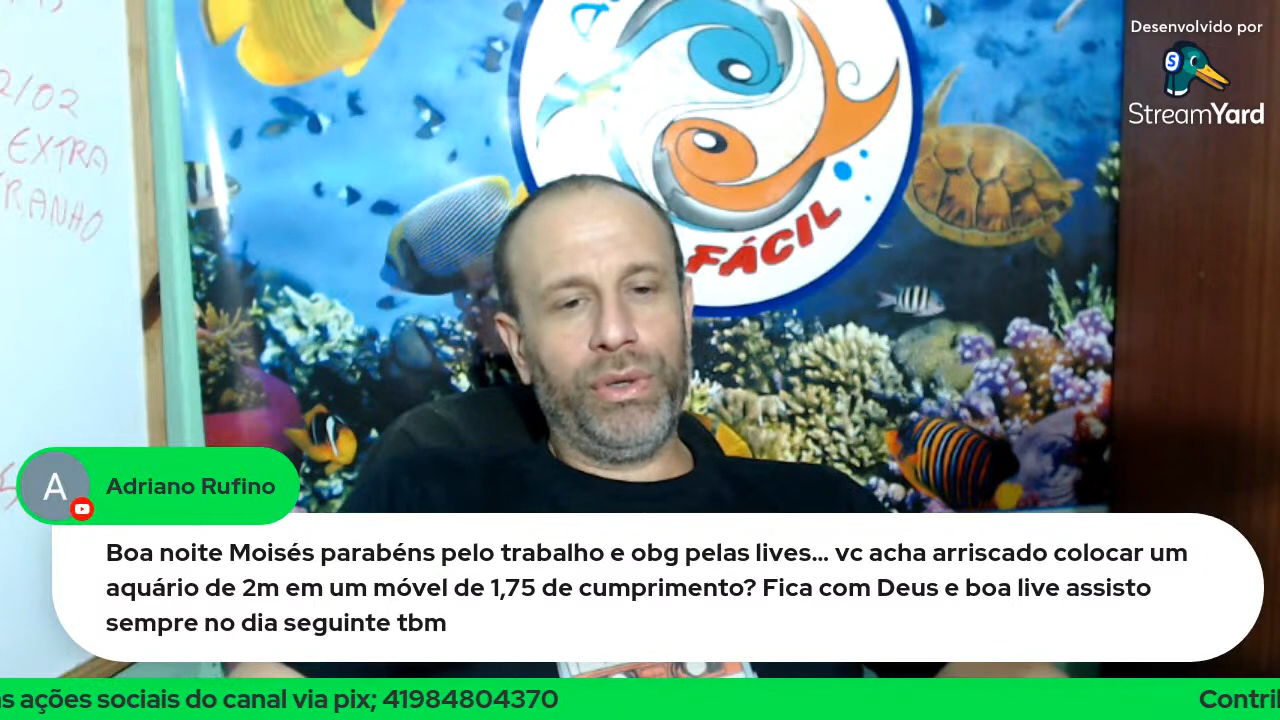 Desenvolvido por
StreamYard
2/02
EXTRA
FÁCIL
Adriano Rufino
A
Boa noite Moisés parabéns pelo trabalho e obg pelas lives... vc acha arriscado colocar um
aquário de 2m em um móvel de 1,75 de cumprimento? Fica com Deus e boa live assisto
sempre no dia seguinte tbm
s ações sociais do canal via pix; 41984804370
Contri